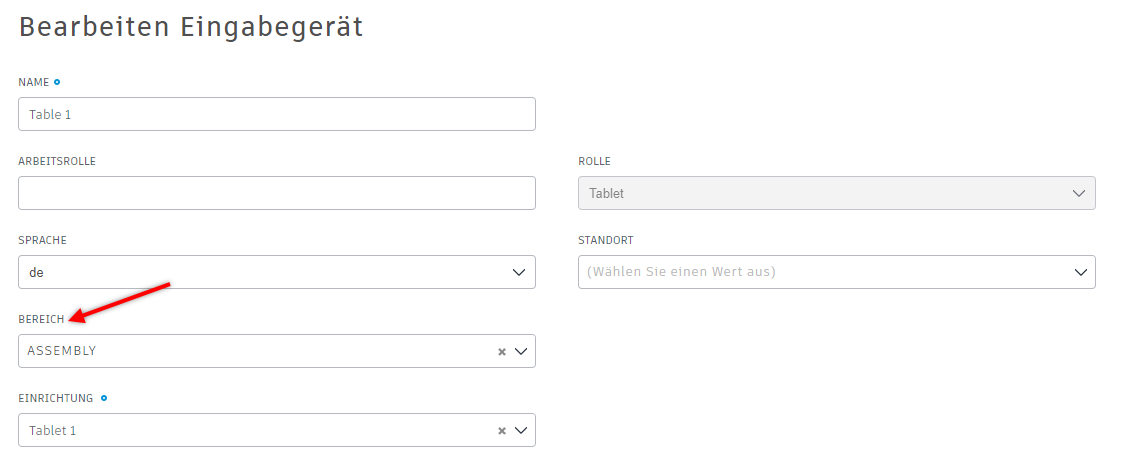 Bearbeiten Eingabegerät
NAME
Table 1
ARBEITSROLLE
ROLLE
Tablet
SPRACHE
STANDORT
de
(Wählen Sie einen Wert aus)
BEREICH
ASSEMBLY
EINRICHTUNG
Tablet 1